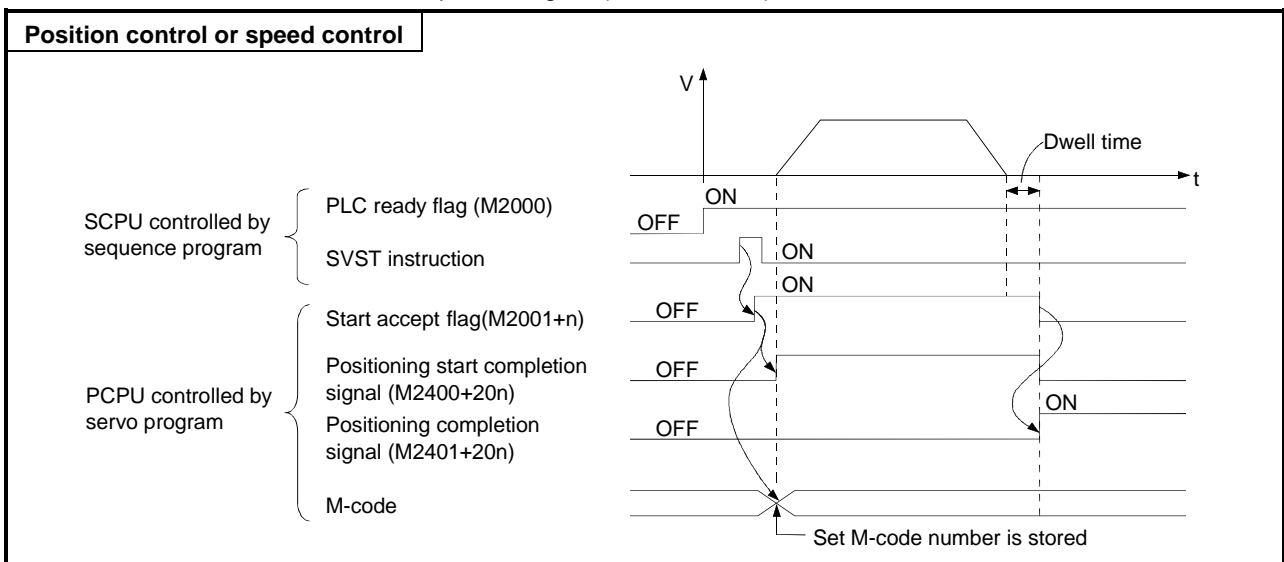 Position control or speed control
V
Dwell time
t
ON
PLC ready flag (M2000)
OFF
SCPU controlled by
sequence program
SVST instruction
ON
ON
Start accept flag(M2001+n)
OFF
Positioning start completion
signal (M2400+20n)
OFF
PCPU controlled by
servo program
Positioning completion
signal (M2401+20n)
OFF
ON
M-code
Set M-code number is stored